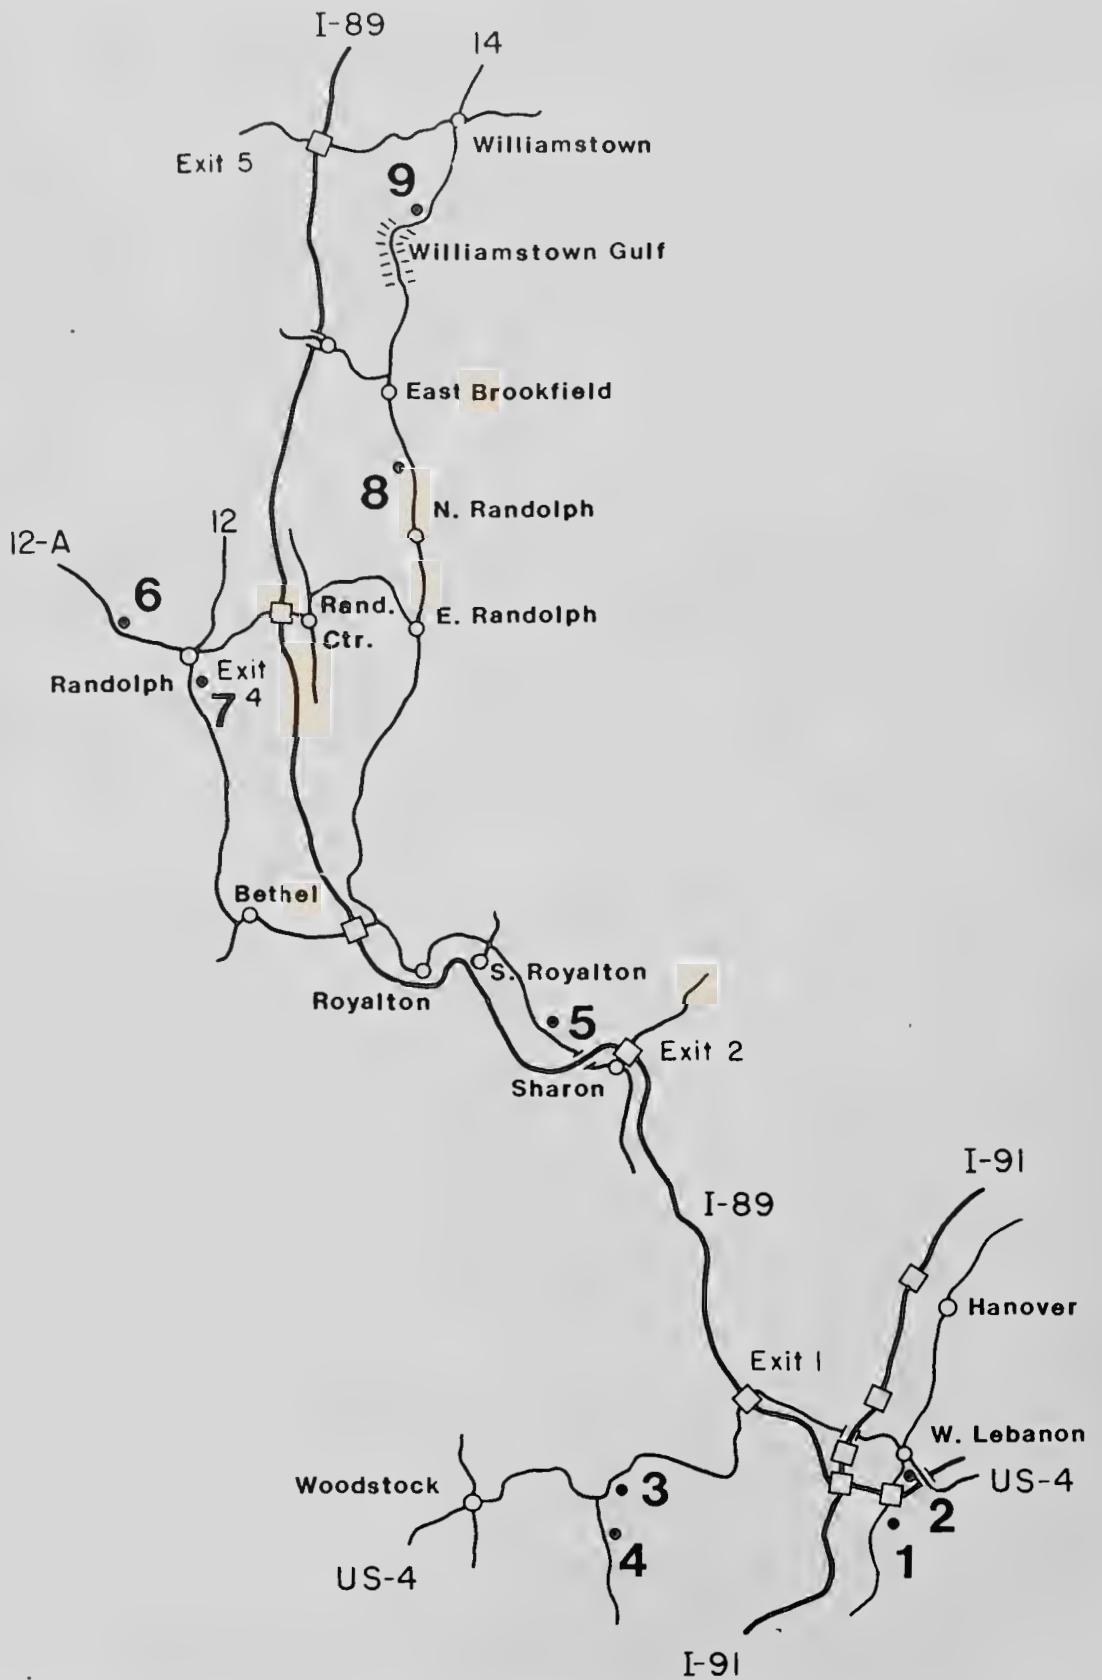 I-89
14
Williamstown
Exit 5
9
Williamstown Gulf
East Brookfield
8
N. Randolph
12
12-A
6
Rand.
Ctr.
E. Randolph
Randolph
Exit
4
7
Bethel
S. Royalton
Royalton
5
Exit 2
Sharon
I-91
I-89
Hanover
Exit 1
W. Lebanon
Woodstock
3
US-4
2
4
1
US-4
I-91